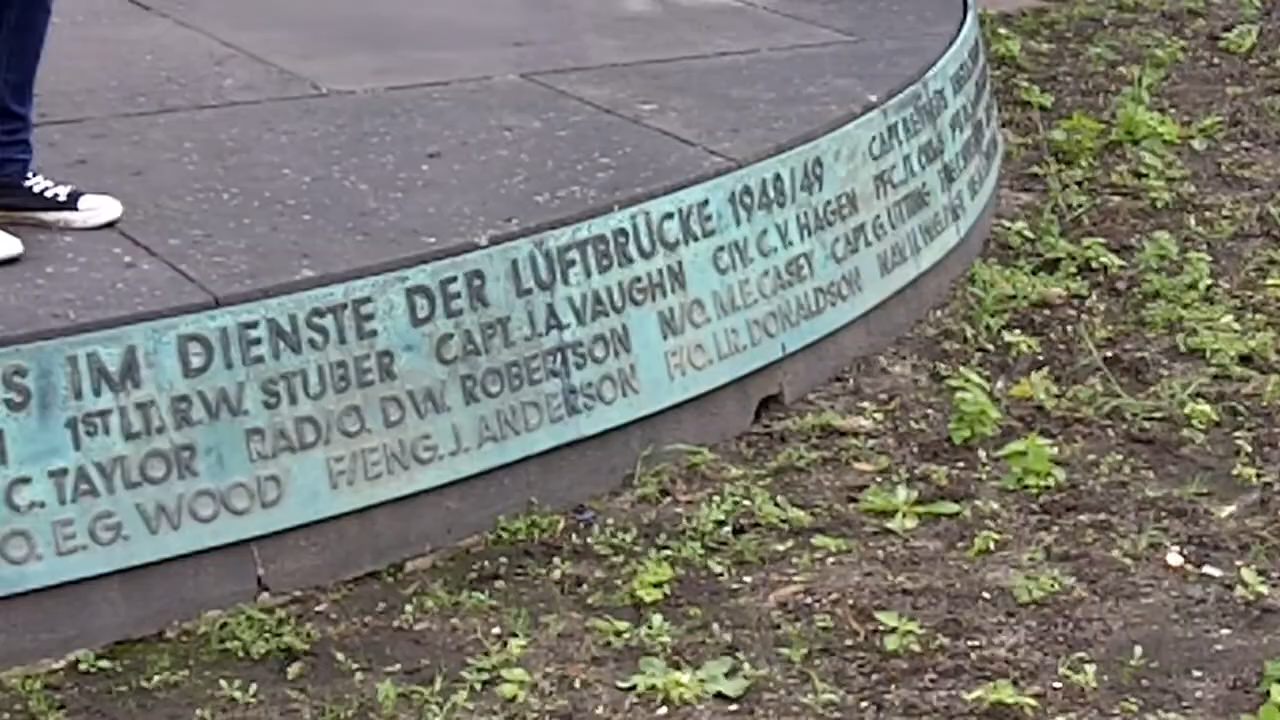 S IM DIENSTE DER LUFTBRÜCKE 1948/49
1ST LT. R.W. STUBER CAPT. J.A. VAUGHN CIV. C.V. HAGEN
C. TAYLOR RAD/O. D.W. ROBERTSON N/O. M.E. CASEY CAPT. G. UTTING
O. E.G. WOOD F/ENG. J. ANDERSON F/O. I.R. DONALDSON